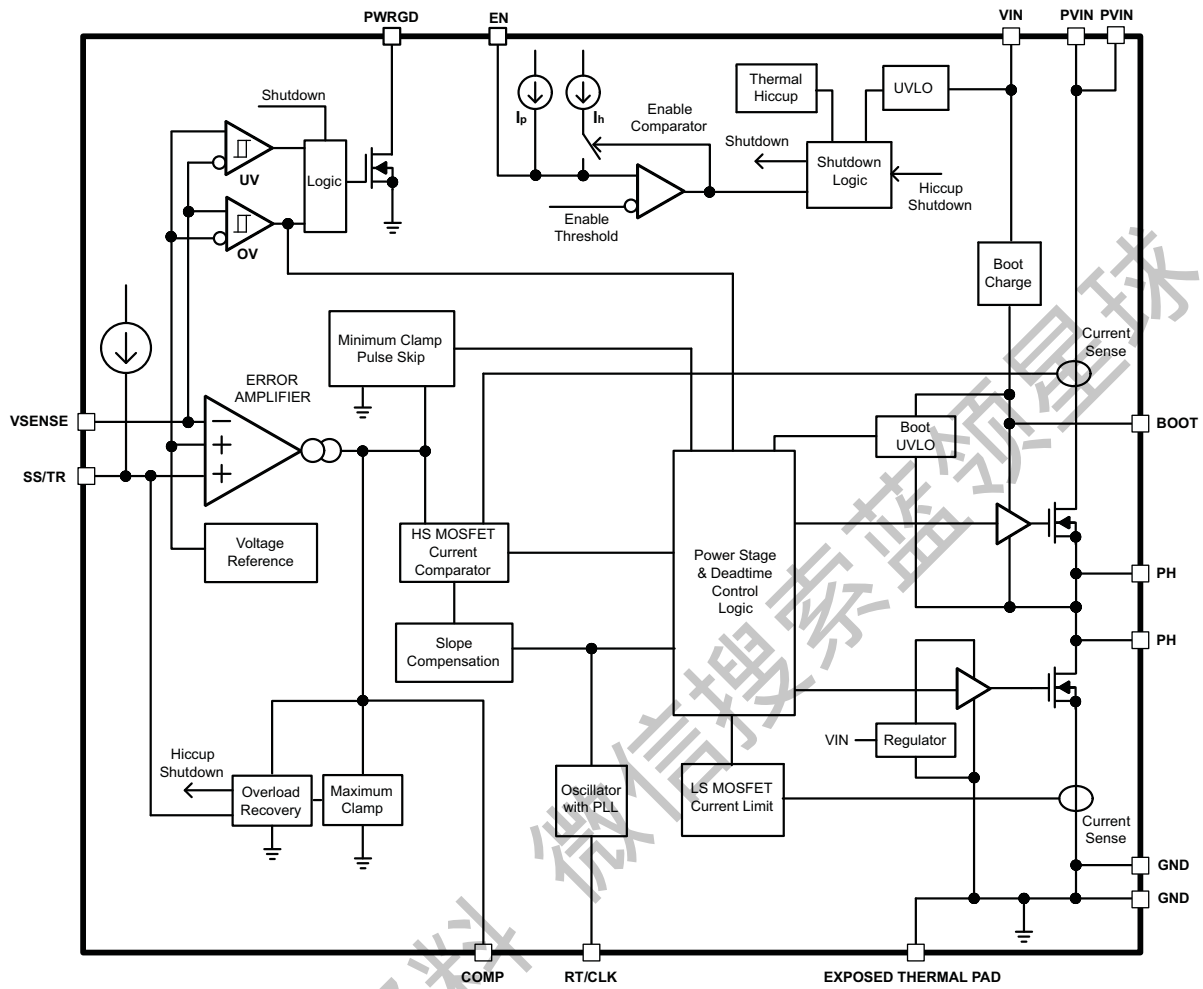 PWRGD
EN
VIN
PVIN
PVIN
Shutdown
Ip
Ih
Enable
Comparator
Thermal
Hiccup
UVLO
Shutdown
Shutdown
Logic
Hiccup
Shutdown
UV
Logic
OV
Enable
Threshold
Boot
Charge
Current
Sense
Minimum Clamp
Pulse Skip
ERROR
AMPLIFIER
VSENSE
SS/TR
BOOT
Boot
UVLO
Voltage
Reference
HS MOSFET
Current
Comparator
Power Stage
& Deadtime
Control
Logic
PH
Slope
Compensation
PH
VIN
Regulator
Hiccup
Shutdown
Overload
Recovery
Maximum
Clamp
Oscillator
with PLL
LS MOSFET
Current Limit
Current
Sense
GND
GND
COMP
RT/CLK
EXPOSED THERMAL PAD
料 微信搜索蓝领星球